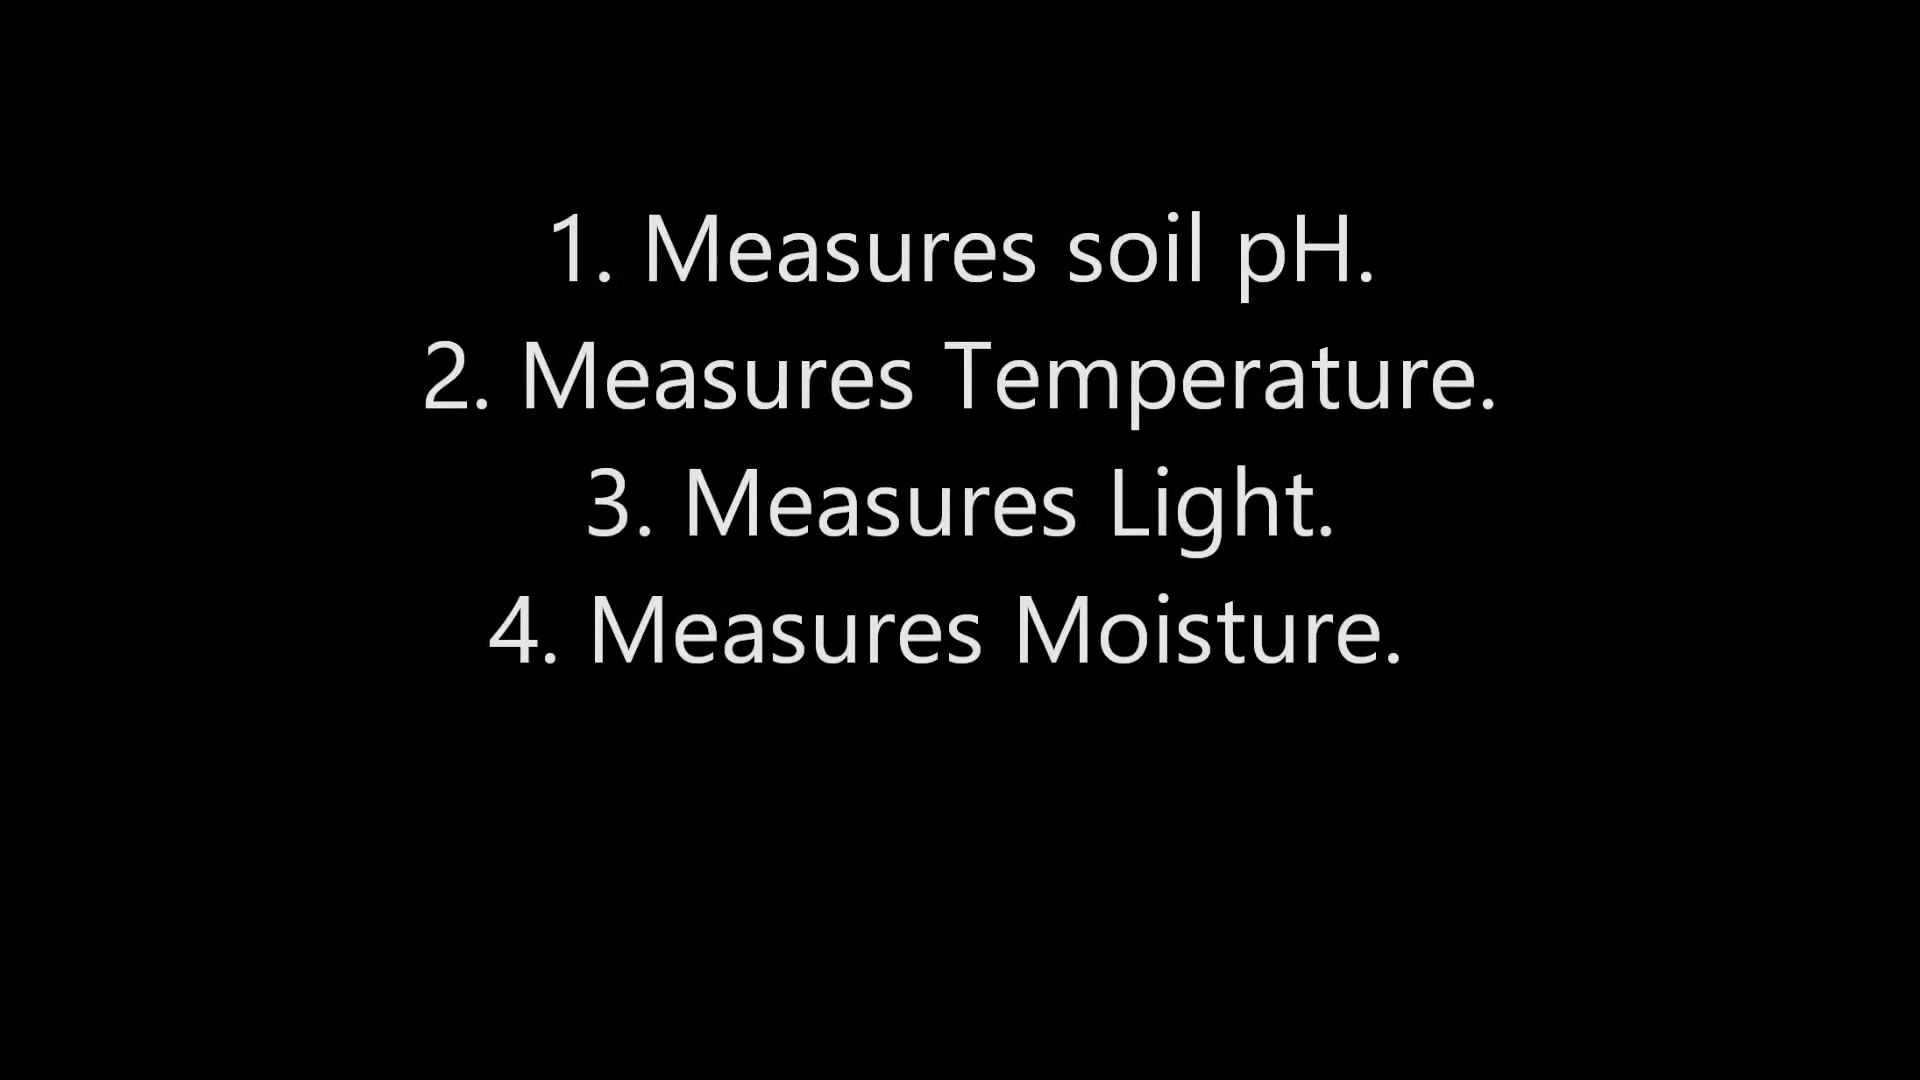 1. Measures soil pH.
2. Measures Temperature.
3. Measures Light.
4. Measures Moisture.